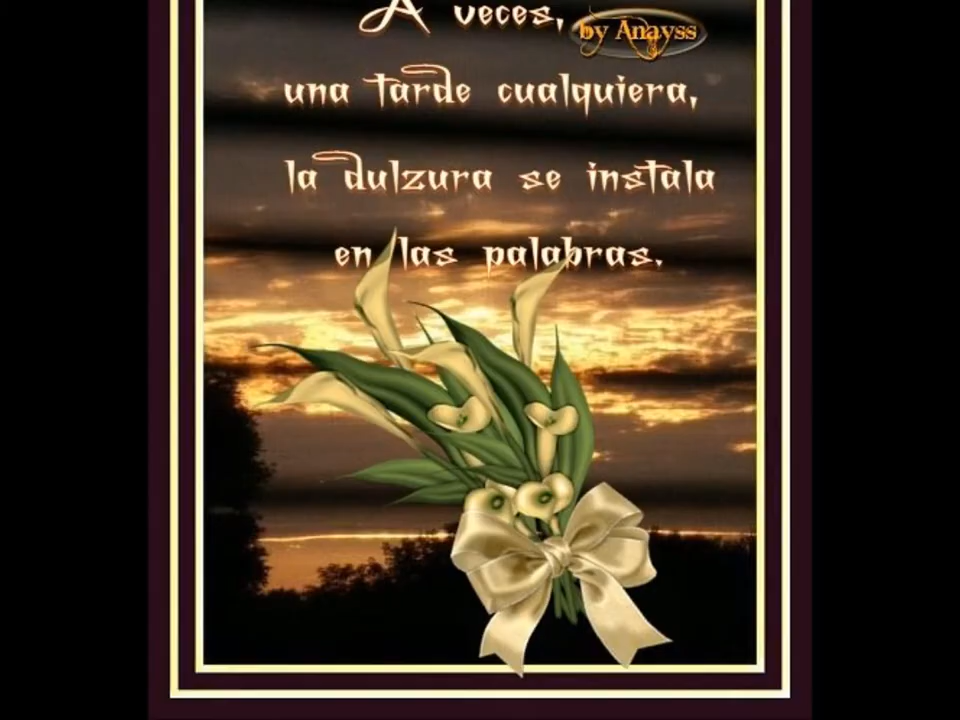 A veces,
by Anayss
una tarde cualquiera,
la dulzura se instala
en las palabras.